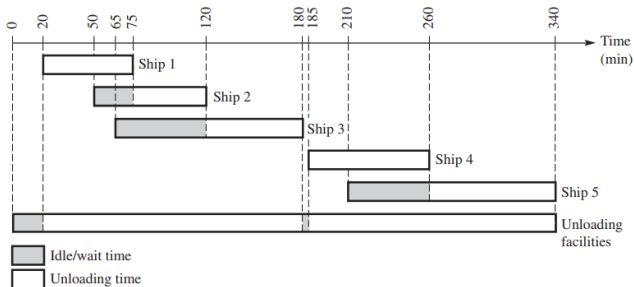 0 20 50 65 75 120 180 185 210 260 340
Time
(min)
Ship 1
Ship 2
Ship 3
Ship 4
Ship 5
Unloading
facilities
Idle/wait time
Unloading time